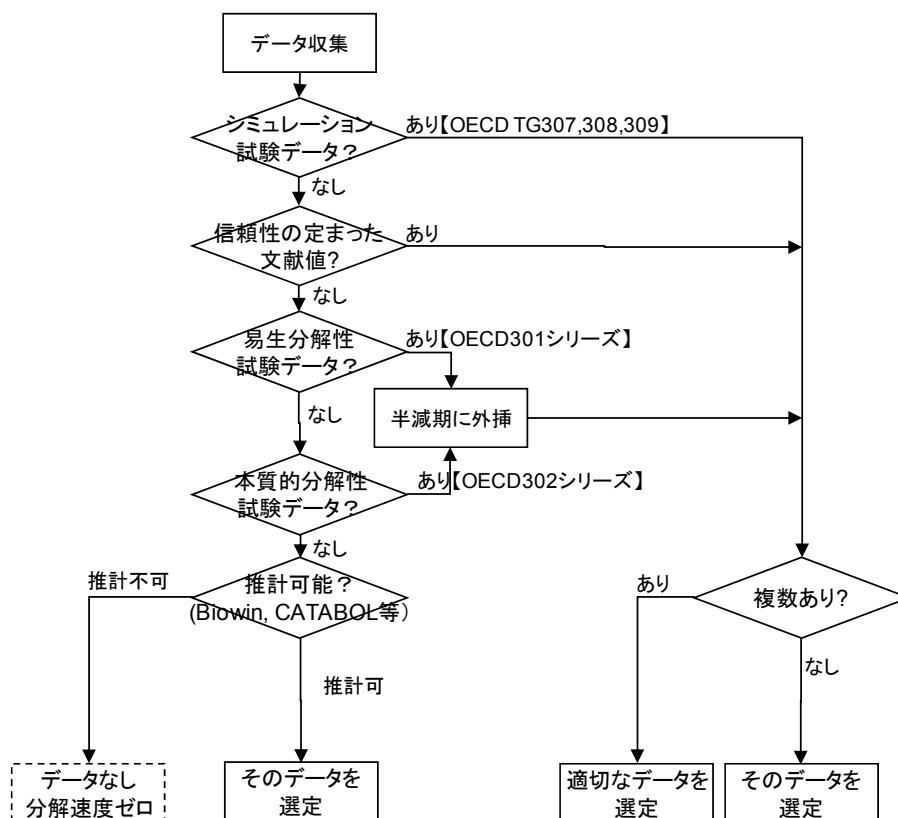 データ収集
シミュレーション
試験データ？
あり【OECD TG307,308,309】
なし
信頼性の定まった
文献値?
あり
なし
易生分解性
試験データ？
あり【OECD301シリーズ】
なし
半減期に外挿
本質的分解性
試験データ？
あり【OECD302シリーズ】
なし
推計可能？
(Biowin, CATABOL等）
推計不可
推計可
複数あり?
あり
なし
データなし
分解速度ゼロ
そのデータを
選定
適切なデータを
選定
そのデータを
選定